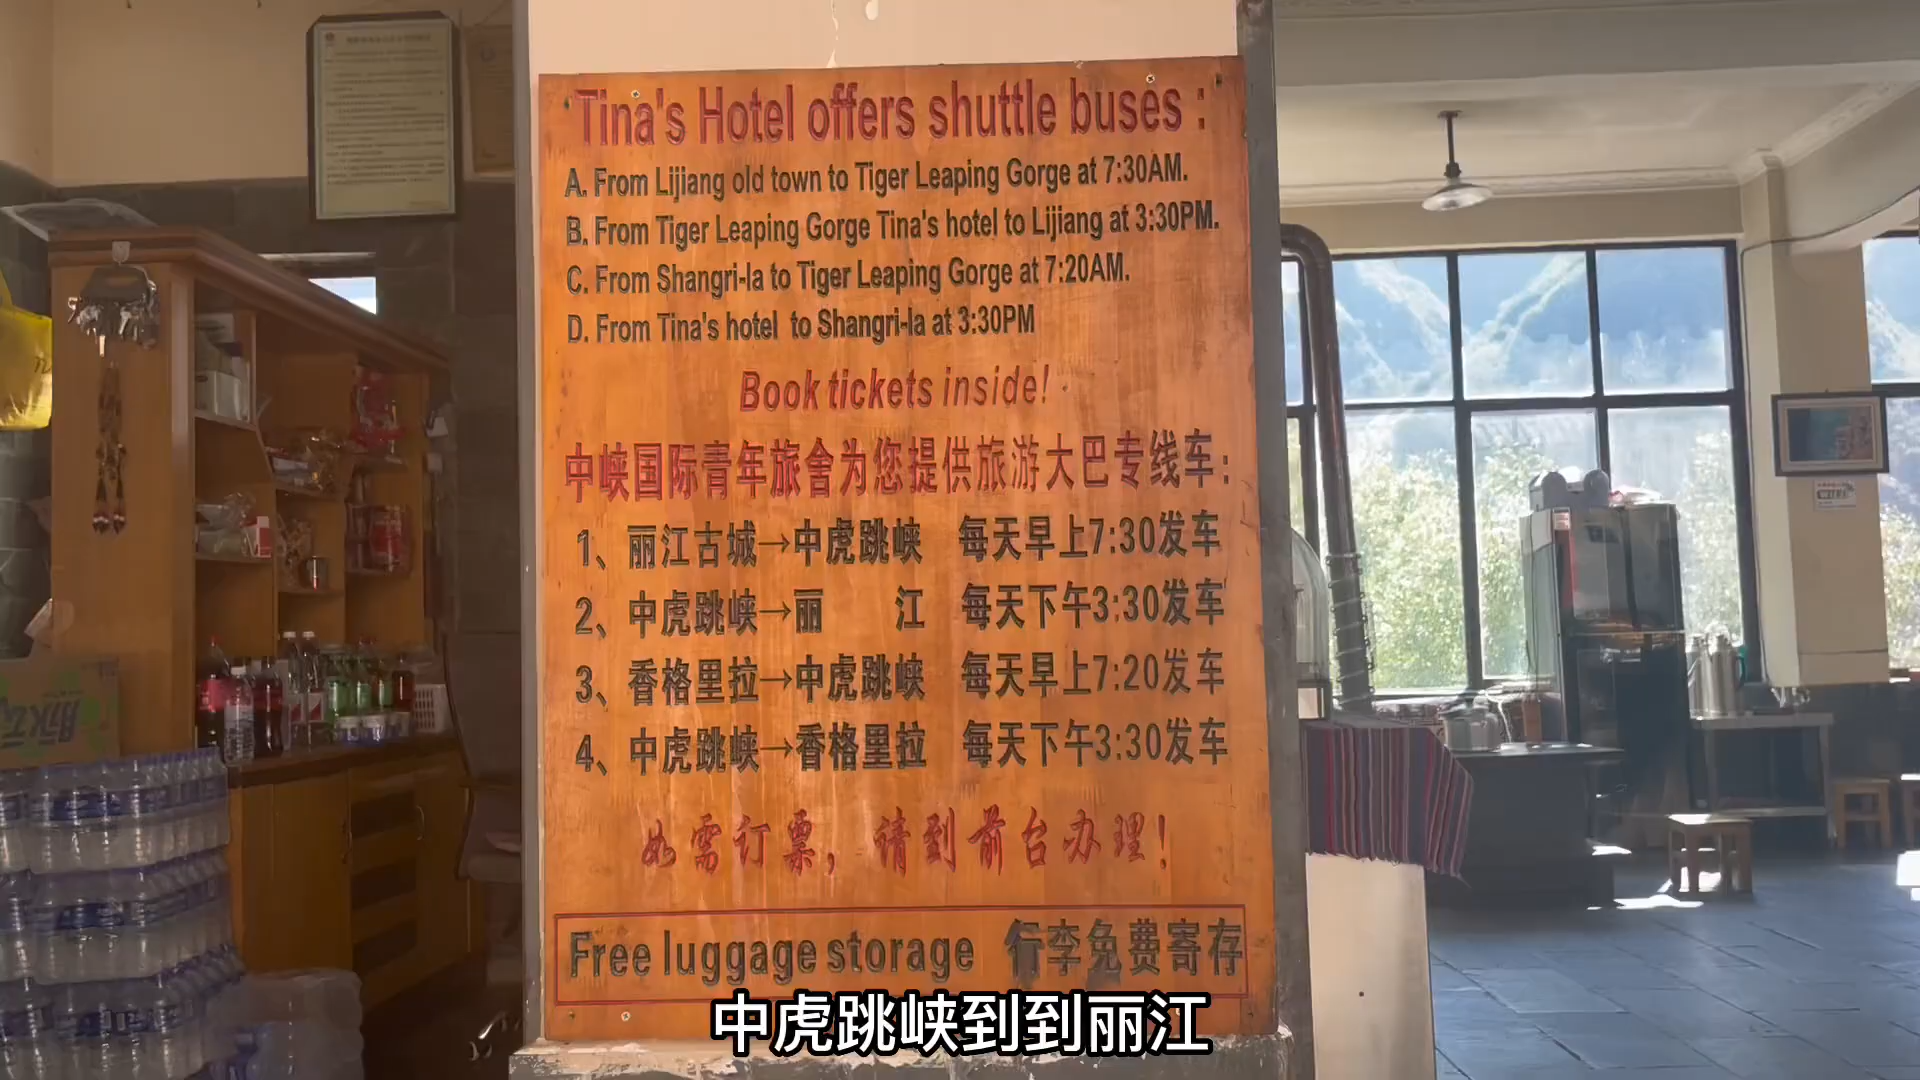 Tina's Hotel offers shuttle buses :
A. From Lijiang old town to Tiger Leaping Gorge at 7:30AM.
B. From Tiger Leaping Gorge Tina's hotel to Lijiang at 3:30PM.
C. From Shangri-la to Tiger Leaping Gorge at 7:20AM.
D. From Tina's hotel to Shangri-la at 3:30PM
Book tickets inside!
中峡国际青年旅舍为您提供旅游大巴专线车：
1、丽江古城→中虎跳峡 每天早上7:30发车
2、中虎跳峡→丽 江 每天下午3:30发车
3、香格里拉→中虎跳峡 每天早上7:20发车
4、中虎跳峡→香格里拉 每天下午3:30发车
如需订票，请到前台办理！
Free luggage storage 行李免费寄存
中虎跳峡到到丽江